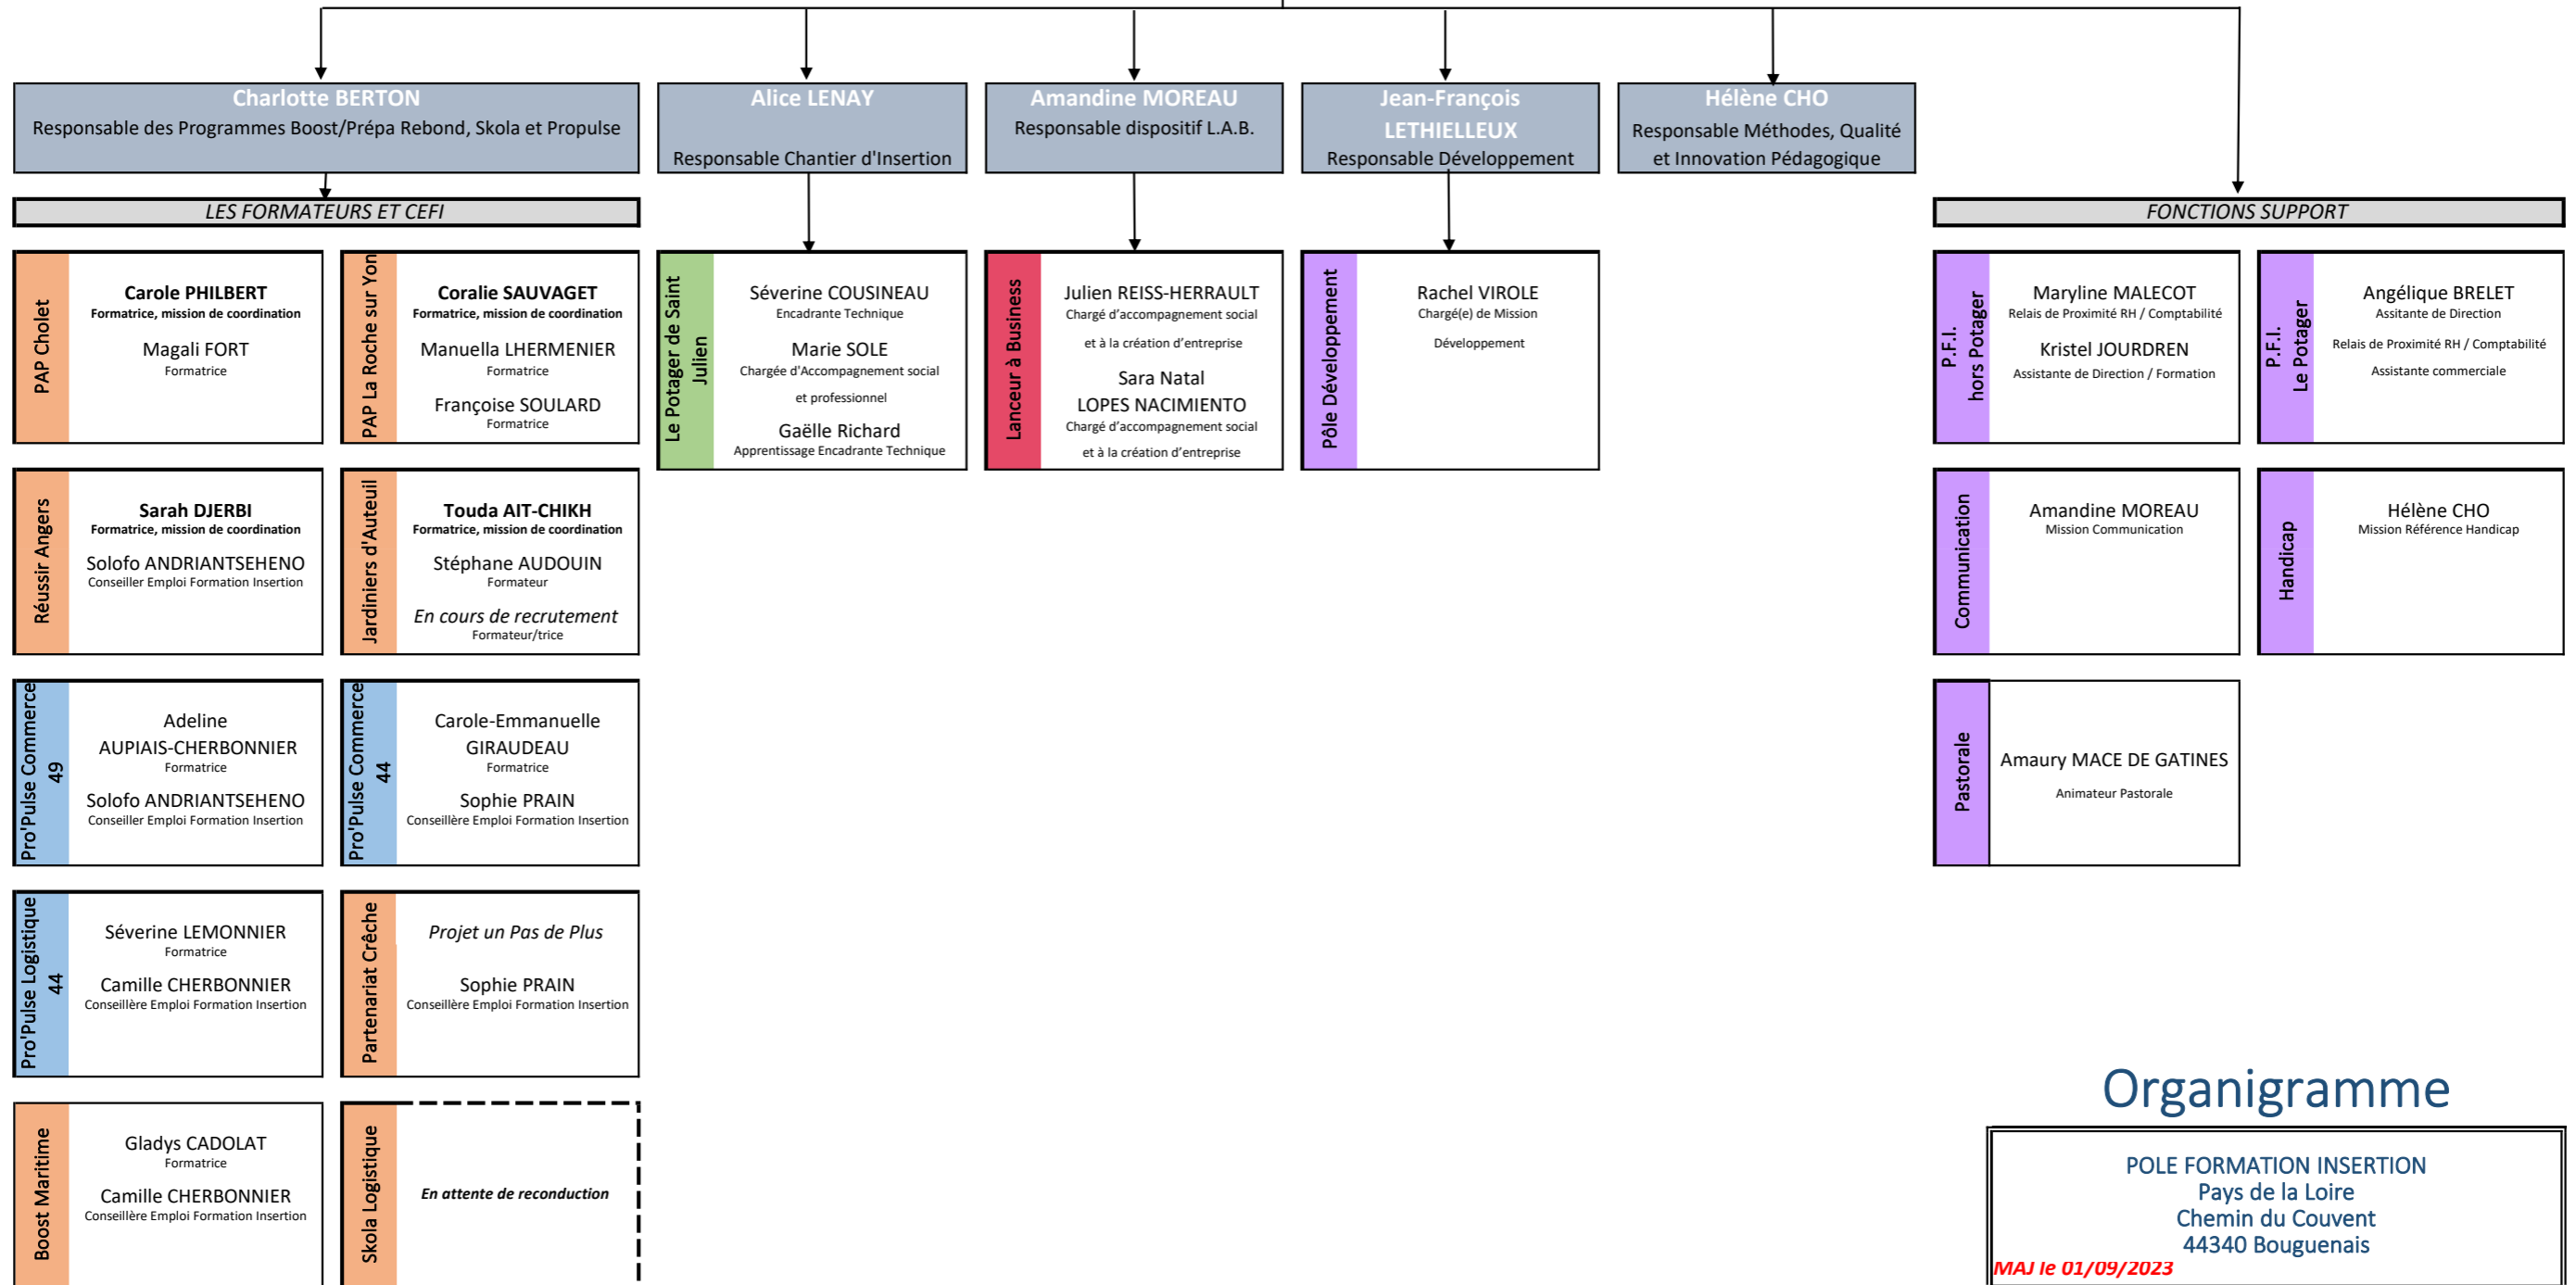 Charlotte BERTON
Responsable des Programmes Boost/Prépa Rebond, Skola et Propulse
Alice LENAY
Responsable Chantier d'Insertion
Amandine MOREAU
Responsable dispositif L.A.B.
Jean-François
LETHIELLEUX
Responsable Développement
Hélène CHO
Responsable Méthodes, Qualité
et Innovation Pédagogique
LES FORMATEURS ET CEFI
FONCTIONS SUPPORT
PAP Cholet
Carole PHILBERT
Formatrice, mission de coordination
Magali FORT
Formatrice
PAP La Roche sur Yon
Coralie SAUVAGET
Formatrice, mission de coordination
Manuella LHERMENIER
Formatrice
Françoise SOULARD
Formatrice
Le Potager de Saint
Julien
Séverine COUSINEAU
Encadrante Technique
Marie SOLE
Chargée d'Accompagnement social
et professionnel
Gaëlle Richard
Apprentissage Encadrante Technique
Lanceur à Business
Julien REISS-HERRAULT
Chargé d’accompagnement social
et à la création d’entreprise
Sara Natal
LOPES NACIMIENTO
Chargé d’accompagnement social
et à la création d’entreprise
Pôle Développement
Rachel VIROLE
Chargé(e) de Mission
Développement
P.F.I.
hors Potager
Maryline MALECOT
Relais de Proximité RH / Comptabilité
Kristel JOURDREN
Assistante de Direction / Formation
P.F.I.
Le Potager
Angélique BRELET
Assitante de Direction
Relais de Proximité RH / Comptabilité
Assistante commerciale
Réussir Angers
Sarah DJERBI
Formatrice, mission de coordination
Solofo ANDRIANTSEHENO
Conseiller Emploi Formation Insertion
Jardiniers d'Auteuil
Touda AIT-CHIKH
Formatrice, mission de coordination
Stéphane AUDOUIN
Formateur
En cours de recrutement
Formateur/trice
Communication
Amandine MOREAU
Mission Communication
Handicap
Hélène CHO
Mission Référence Handicap
Pro'Pulse Commerce
49
Adeline
AUPIAIS-CHERBONNIER
Formatrice
Solofo ANDRIANTSEHENO
Conseiller Emploi Formation Insertion
Pro'Pulse Commerce
44
Carole-Emmanuelle
GIRAUDEAU
Formatrice
Sophie PRAIN
Conseillère Emploi Formation Insertion
Pastorale
Amaury MACE DE GATINES
Animateur Pastorale
Pro'Pulse Logistique
44
Séverine LEMONNIER
Formatrice
Camille CHERBONNIER
Conseillère Emploi Formation Insertion
Partenariat Crêche
Projet un Pas de Plus
Sophie PRAIN
Conseillère Emploi Formation Insertion
Boost Maritime
Gladys CADOLAT
Formatrice
Camille CHERBONNIER
Conseillère Emploi Formation Insertion
Skola Logistique
En attente de reconduction
Organigramme
POLE FORMATION INSERTION
Pays de la Loire
Chemin du Couvent
44340 Bouguenais
MAJ le 01/09/2023